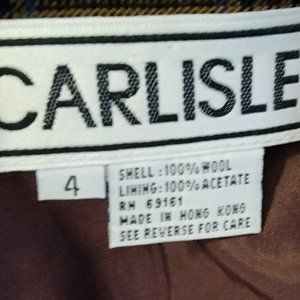 CARLISLE
4
SHELL:100% WOOL
LINING:100% ACETATE
RN 69161
MADE IN HONG KONG
SEE REVERSE FOR CARE